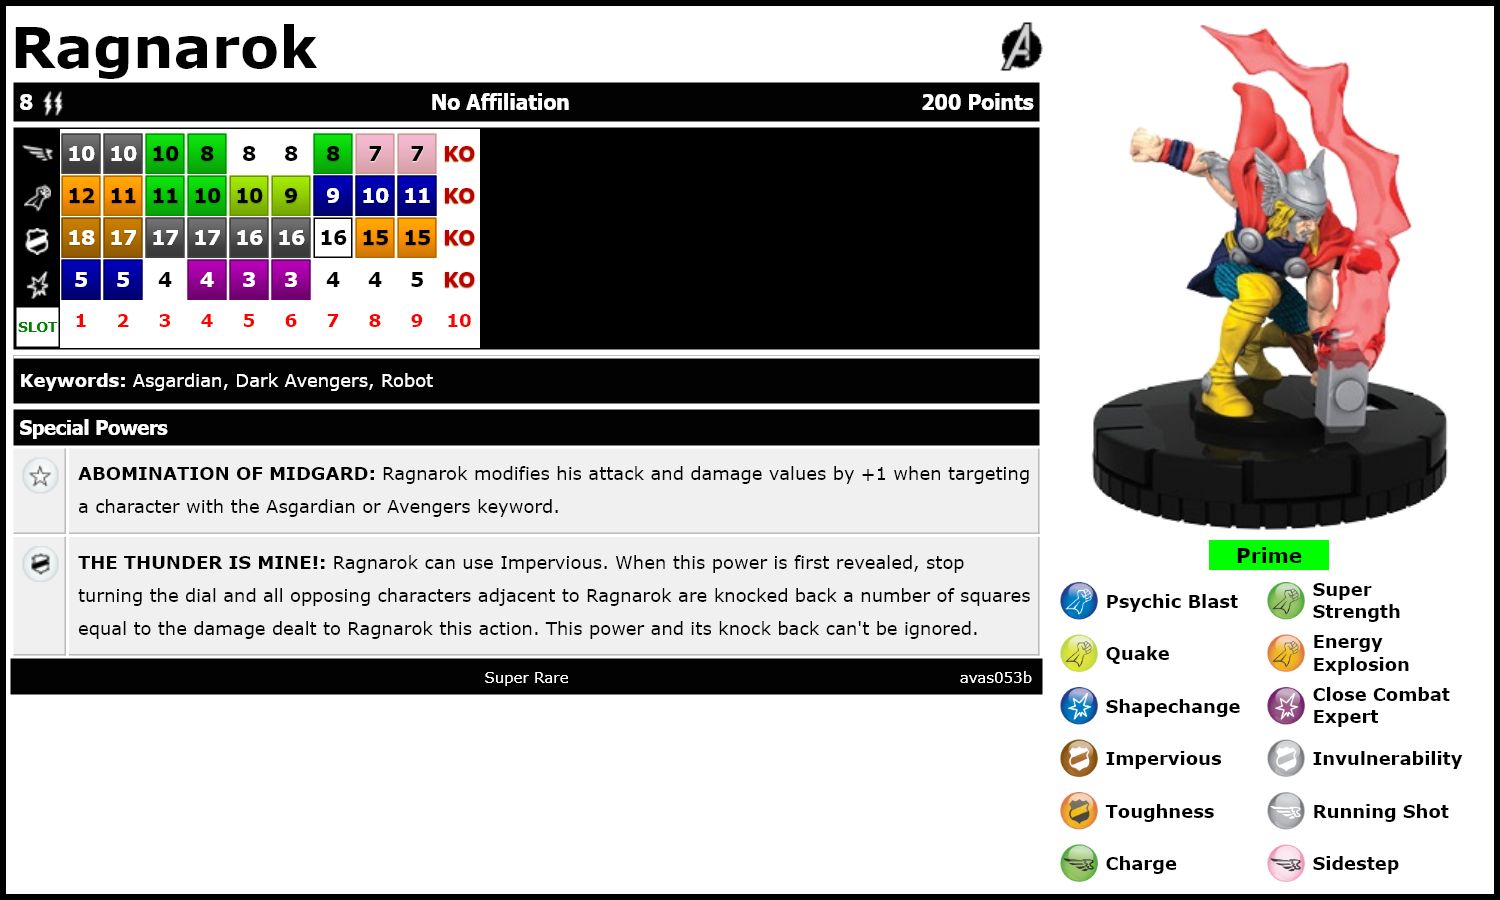 Ragnarok
8 No Affiliation 200 Points
10 10 10 8 8 8 8 7 7 KO
12 11 11 10 10 9 9 10 11 KO
18 17 17 17 16 16 16 15 15 KO
5 5 4 4 3 3 4 4 5 KO
SLOT 1 2 3 4 5 6 7 8 9 10
Keywords: Asgardian, Dark Avengers, Robot
Special Powers
ABOMINATION OF MIDGARD: Ragnarok modifies his attack and damage values by +1 when targeting
a character with the Asgardian or Avengers keyword.
THE THUNDER IS MINE!: Ragnarok can use Impervious. When this power is first revealed, stop
turning the dial and all opposing characters adjacent to Ragnarok are knocked back a number of squares
equal to the damage dealt to Ragnarok this action. This power and its knock back can't be ignored.
Super Rare avas053b
Prime
Psychic Blast
Super
Strength
Quake
Energy
Explosion
Shapechange
Close Combat
Expert
Impervious
Invulnerability
Toughness
Running Shot
Charge
Sidestep